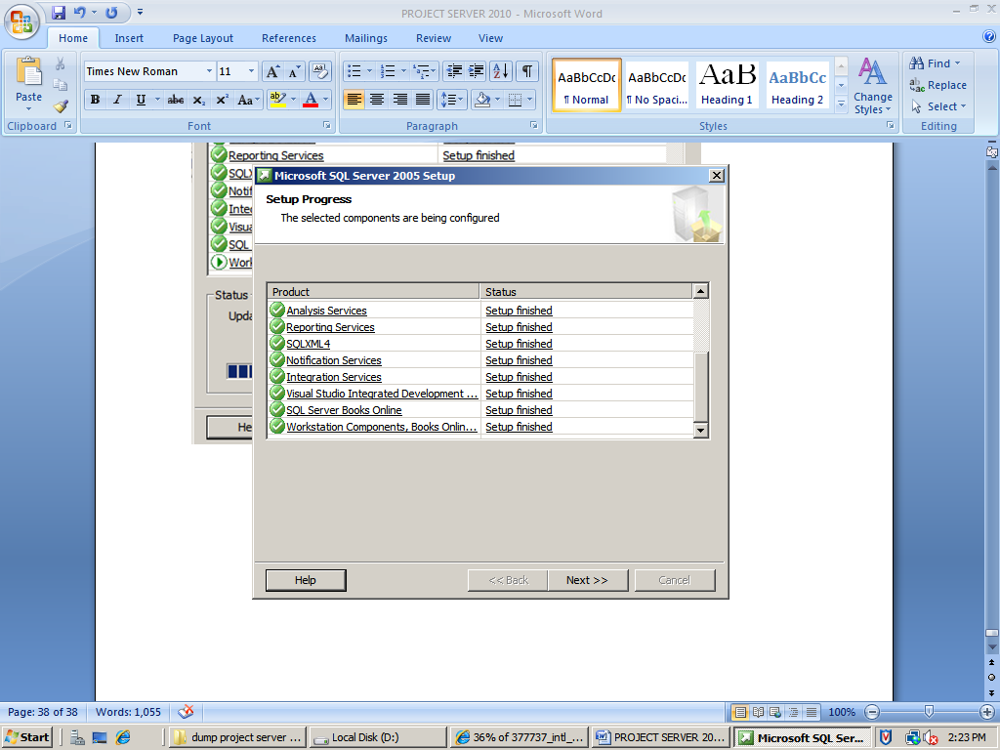 PROJECT SERVER 2010 - Microsoft Word
Home Insert Page Layout References Mailings Review View
Paste
Times New Roman 11
AaBbCcDc AaBbCcDc AaB AaBbCc
¶ Normal ¶ No Spaci... Heading 1 Heading 2
Change Styles
Find
Replace
Select
Clipboard Font Paragraph Styles Editing
Reporting Services Setup finished
SQL
Notif
Integ
Visua
SQL
Work
Status
Upda
He
Microsoft SQL Server 2005 Setup
Setup Progress
The selected components are being configured
Product Status
Analysis Services Setup finished
Reporting Services Setup finished
SQLXML4 Setup finished
Notification Services Setup finished
Integration Services Setup finished
Visual Studio Integrated Development ... Setup finished
SQL Server Books Online Setup finished
Workstation Components, Books Onlin... Setup finished
Help << Back Next >> Cancel
Page: 38 of 38 Words: 1,055 100%
Start dump project server ... Local Disk (D:) 36% of 377737_intl_... PROJECT SERVER 20... Microsoft SQL Ser... 2:23 PM